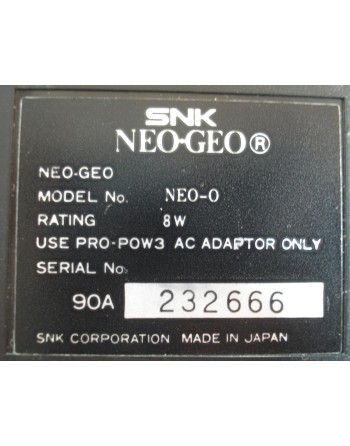 SNK
NEO·GEO®
NEO-GEO
MODEL No. NEO-0
RATING 8W
USE PRO-POW3 AC ADAPTOR ONLY
SERIAL No.
90A 232666
SNK CORPORATION MADE IN JAPAN